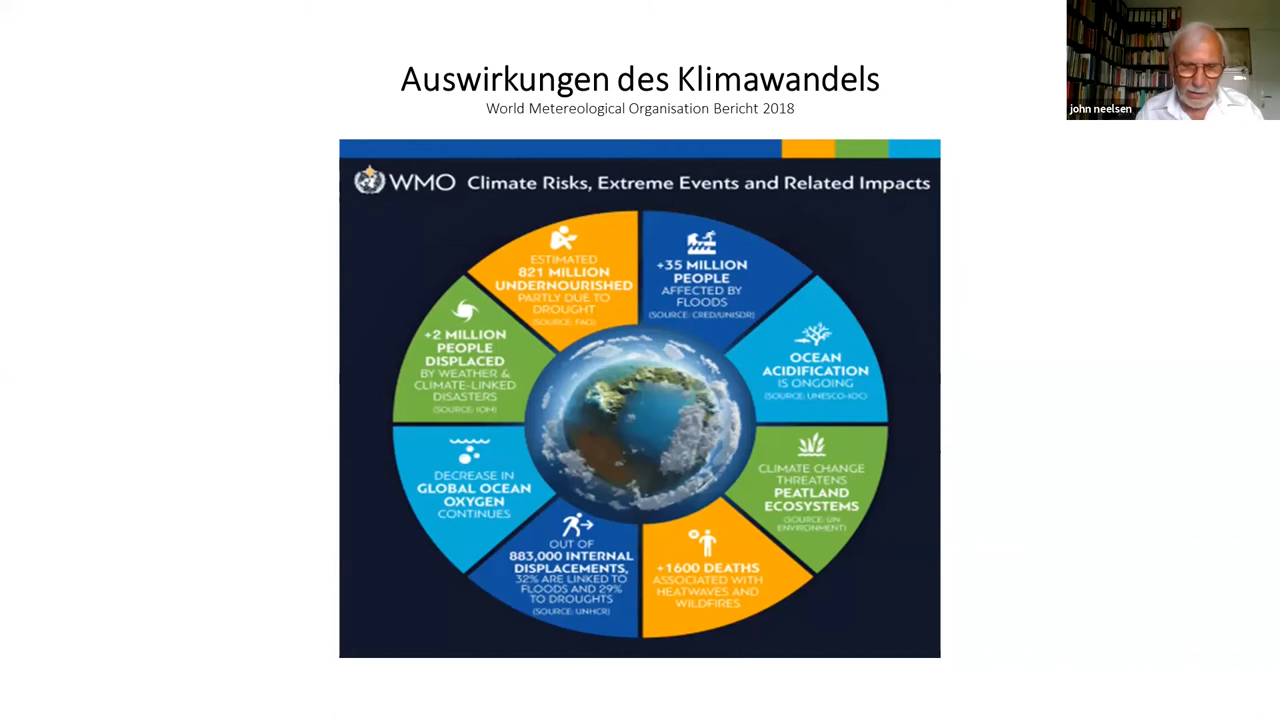 Auswirkungen des Klimawandels
World Metereological Organisation Bericht 2018
john neelsen
WMO Climate Risks, Extreme Events and Related Impacts
ESTIMATED
821 MILLION
UNDERNOURISHED
PARTLY DUE TO
DROUGHT
(SOURCE: FAO)
+35 MILLION
PEOPLE
AFFECTED BY
FLOODS
(SOURCE: CRED/UNISDR)
OCEAN
ACIDIFICATION
IS ONGOING
(SOURCE: UNESCO-IOC)
CLIMATE CHANGE
THREATENS
PEATLAND
ECOSYSTEMS
(SOURCE: UN
ENVIRONMENT)
+1600 DEATHS
ASSOCIATED WITH
HEATWAVES AND
WILDFIRES
OUT OF
883,000 INTERNAL
DISPLACEMENTS,
32% ARE LINKED TO
FLOODS AND 29%
TO DROUGHTS
(SOURCE: UNHCR)
DECREASE IN
GLOBAL OCEAN
OXYGEN
CONTINUES
+2 MILLION
PEOPLE
DISPLACED
BY WEATHER &
CLIMATE-LINKED
DISASTERS
(SOURCE: IOM)